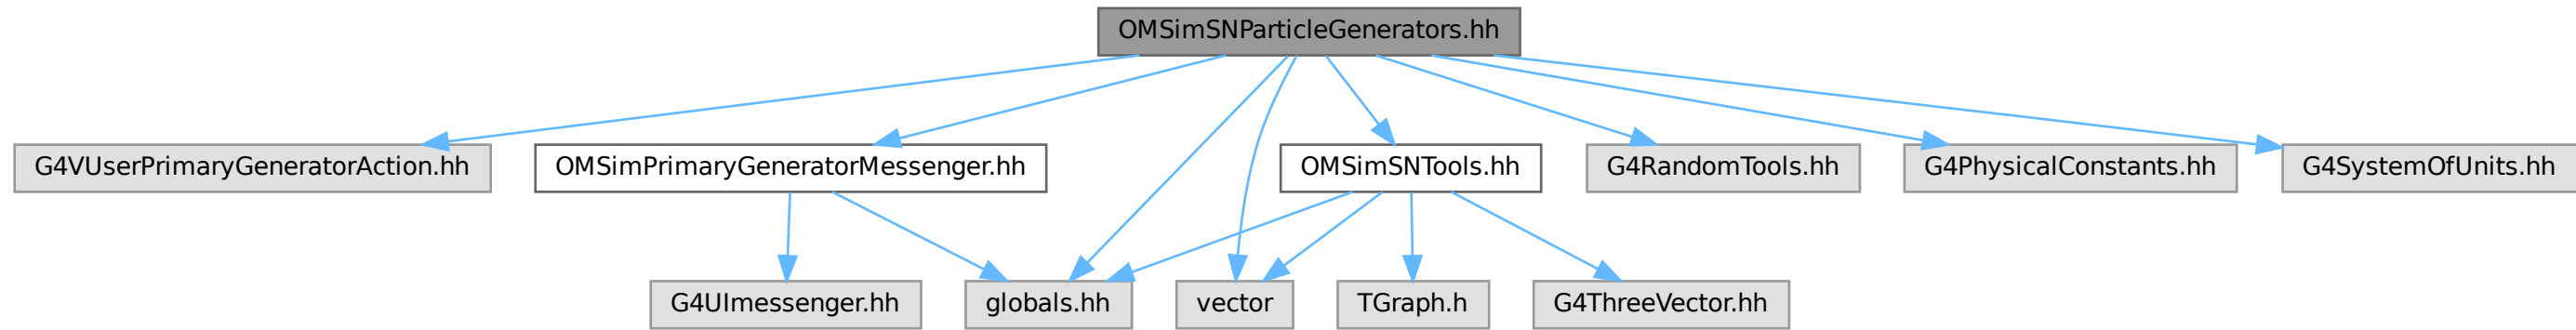 OMSimSNParticleGenerators.hh
G4VUserPrimaryGeneratorAction.hh
OMSimPrimaryGeneratorMessenger.hh
OMSimSNTools.hh
G4RandomTools.hh
G4PhysicalConstants.hh
G4SystemOfUnits.hh
G4UImessenger.hh
globals.hh
vector
TGraph.h
G4ThreeVector.hh